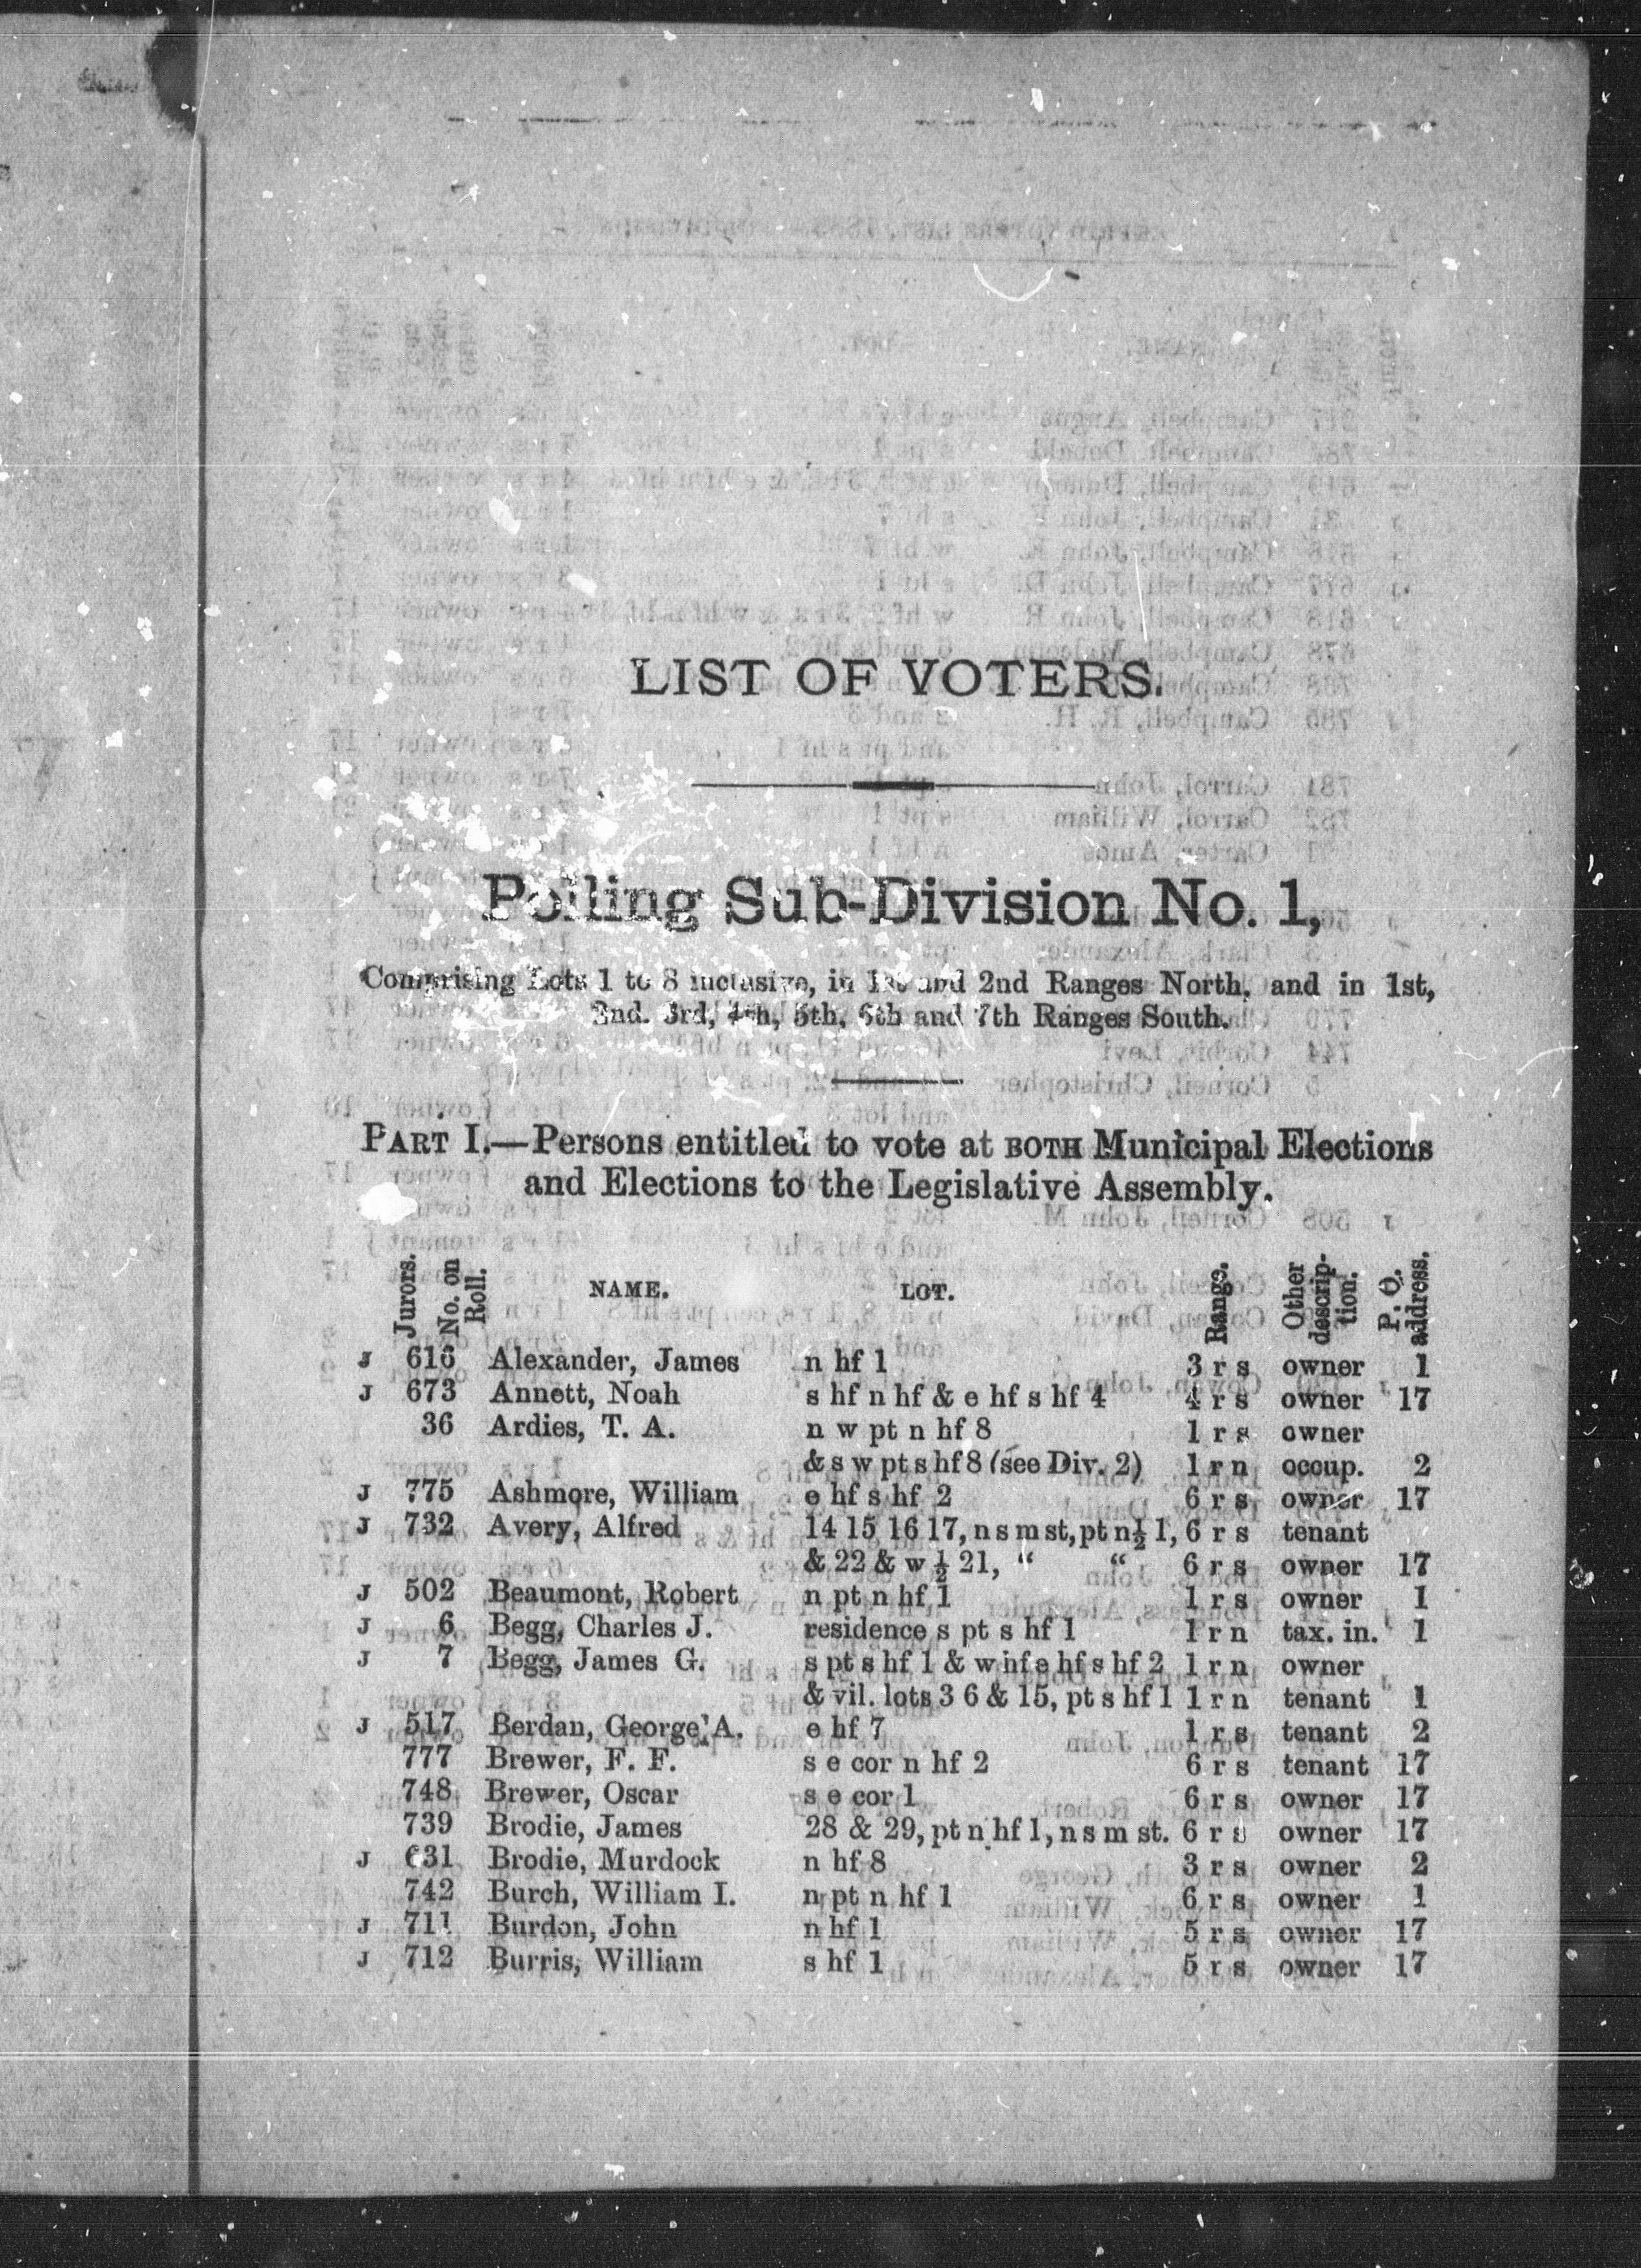 LIST OF VOTERS.
Polling Sub-Division No. 1,
Comprising Lots 1 to 8 inclusive, in 1st and 2nd Ranges North, and in 1st,
2nd. 3rd, 4th, 5th, 6th and 7th Ranges South.
PART I.—Persons entitled to vote at BOTH Municipal Elections
and Elections to the Legislative Assembly.
Jurors. No. on Roll. NAME. LOT. Range. Other descrip-tion. P. O. address.
J 616 Alexander, James n hf 1 3 r s owner 1
J 673 Annett, Noah s hf n hf & e hf s hf 4 4 r s owner 17
36 Ardies, T. A. n w pt n hf 8 1 r s owner
& s w pt s hf 8 (see Div. 2) 1 r n occup. 2
J 775 Ashmore, William e hf s hf 2 6 r s owner 17
J 732 Avery, Alfred 14 15 16 17, n s m st, pt n ½ 1, 6 r s tenant
& 22 & w ½ 21, “ “ 6 r s owner 17
J 502 Beaumont, Robert n pt n hf 1 1 r s owner 1
J 6 Begg, Charles J. residence s pt s hf 1 1 r n tax. in. 1
J 7 Begg, James G. s pt s hf 1 & w hf e hf s hf 2 1 r n owner
& vil. lots 3 6 & 15, pt s hf 1 1 r n tenant 1
J 517 Berdan, George A. e hf 7 1 r s tenant 2
777 Brewer, F. F. s e cor n hf 2 6 r s tenant 17
748 Brewer, Oscar s e cor 1 6 r s owner 17
739 Brodie, James 28 & 29, pt n hf 1, n s m st. 6 r s owner 17
J 631 Brodie, Murdock n hf 8 3 r s owner 2
742 Burch, William I. n pt n hf 1 6 r s owner 1
J 711 Burdon, John n hf 1 5 r s owner 17
J 712 Burris, William s hf 1 5 r s owner 17